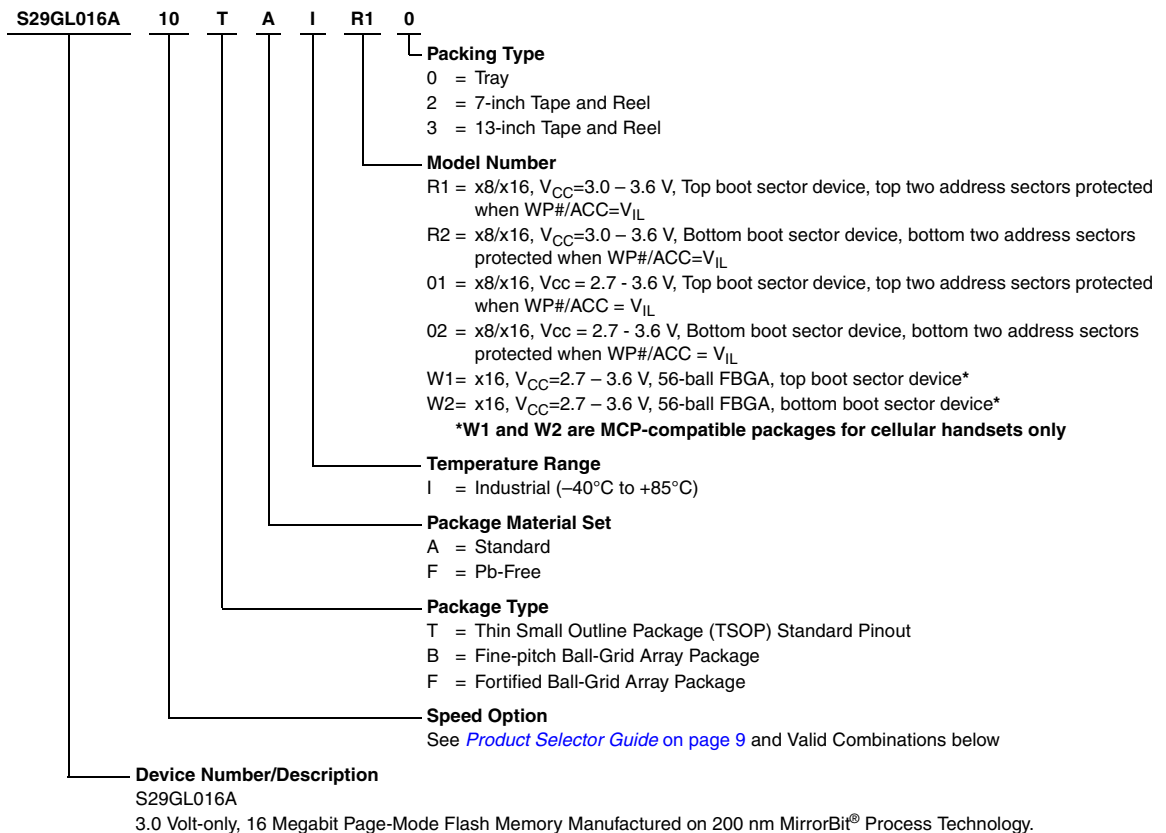 S29GL016A 10 T A I R1 0
Packing Type
0 = Tray
2 = 7-inch Tape and Reel
3 = 13-inch Tape and Reel
Model Number
R1 = x8/x16, VCC=3.0 – 3.6 V, Top boot sector device, top two address sectors protected
when WP#/ACC=VIL
R2 = x8/x16, VCC=3.0 – 3.6 V, Bottom boot sector device, bottom two address sectors
protected when WP#/ACC=VIL
01 = x8/x16, Vcc = 2.7 - 3.6 V, Top boot sector device, top two address sectors protected
when WP#/ACC = VIL
02 = x8/x16, Vcc = 2.7 - 3.6 V, Bottom boot sector device, bottom two address sectors
protected when WP#/ACC = VIL
W1= x16, VCC=2.7 – 3.6 V, 56-ball FBGA, top boot sector device*
W2= x16, VCC=2.7 – 3.6 V, 56-ball FBGA, bottom boot sector device*
*W1 and W2 are MCP-compatible packages for cellular handsets only
Temperature Range
I = Industrial (–40°C to +85°C)
Package Material Set
A = Standard
F = Pb-Free
Package Type
T = Thin Small Outline Package (TSOP) Standard Pinout
B = Fine-pitch Ball-Grid Array Package
F = Fortified Ball-Grid Array Package
Speed Option
See Product Selector Guide on page 9 and Valid Combinations below
Device Number/Description
S29GL016A
3.0 Volt-only, 16 Megabit Page-Mode Flash Memory Manufactured on 200 nm MirrorBit® Process Technology.